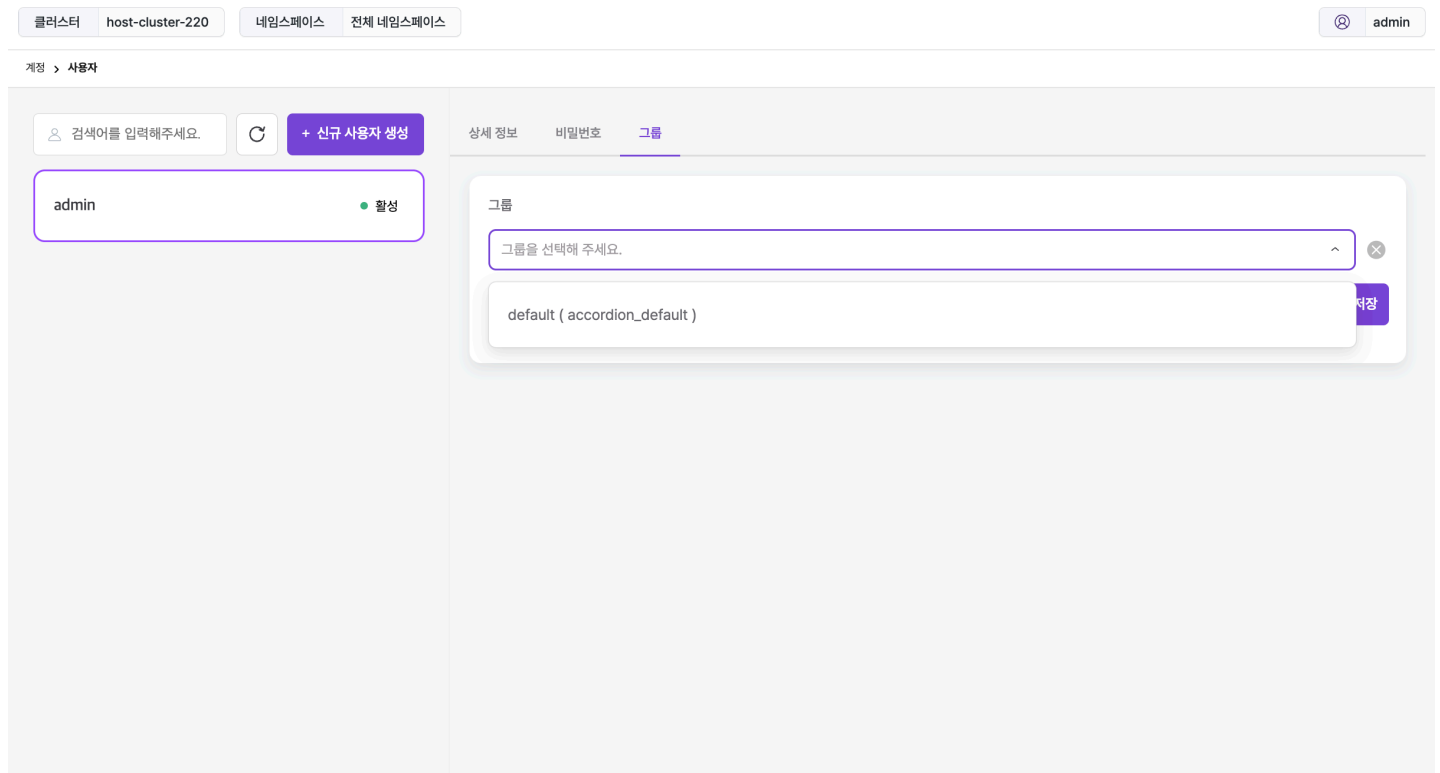 클러스터 host-cluster-220 네임스페이스 전체 네임스페이스 admin
계정 > 사용자
검색어를 입력해주세요.
+ 신규 사용자 생성
admin 활성
상세 정보 비밀번호 그룹
그룹
그룹을 선택해 주세요.
default ( accordion_default )
저장